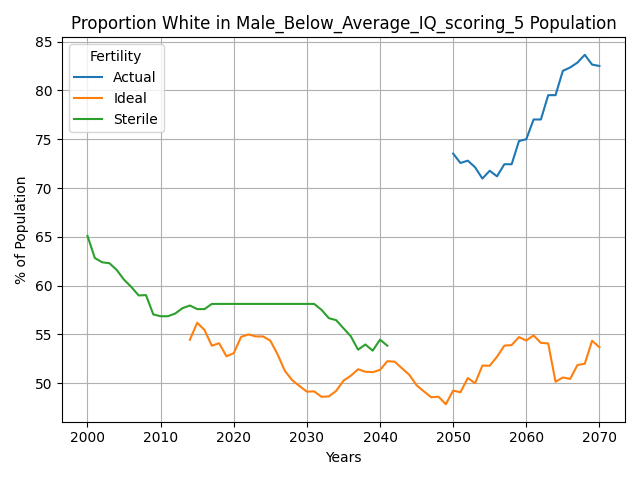 Proportion White in Male_Below_Average_IQ_scoring_5 Population
85
80
75
70
65
60
55
50
% of Population
Fertility
Actual
Ideal
Sterile
2000 2010 2020 2030 2040 2050 2060 2070
Years